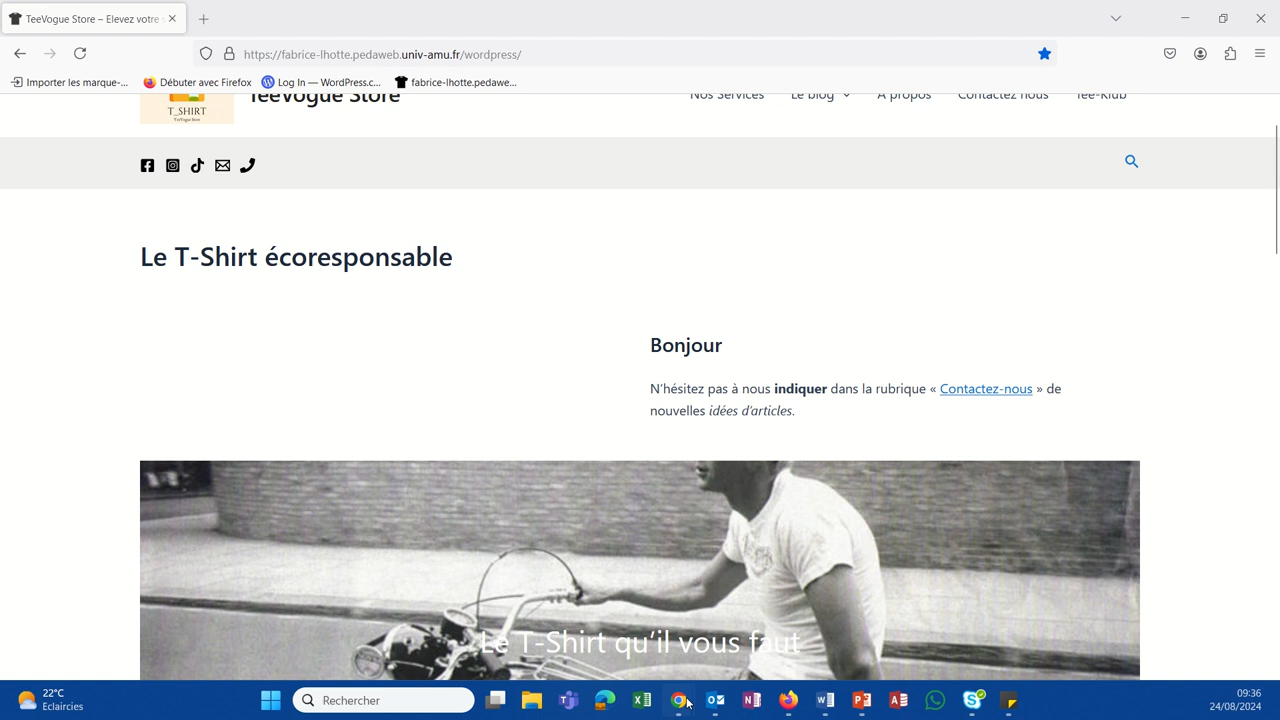 TeeVogue Store – Elevez votre s
https://fabrice-lhotte.pedaweb.univ-amu.fr/wordpress/
Importer les marque-... Débuter avec Firefox Log In — WordPress.c... fabrice-lhotte.pedawe...
T_SHIRT
TeeVogue Store
TeeVogue Store Nos Services Le blog A propos Contactez nous Tee-Klub
Le T-Shirt écoresponsable
Bonjour
N'hésitez pas à nous indiquer dans la rubrique « Contactez-nous » de
nouvelles idées d'articles.
Le T-Shirt qu'il vous faut
22°C
Eclaircies
Rechercher
09:36
24/08/2024